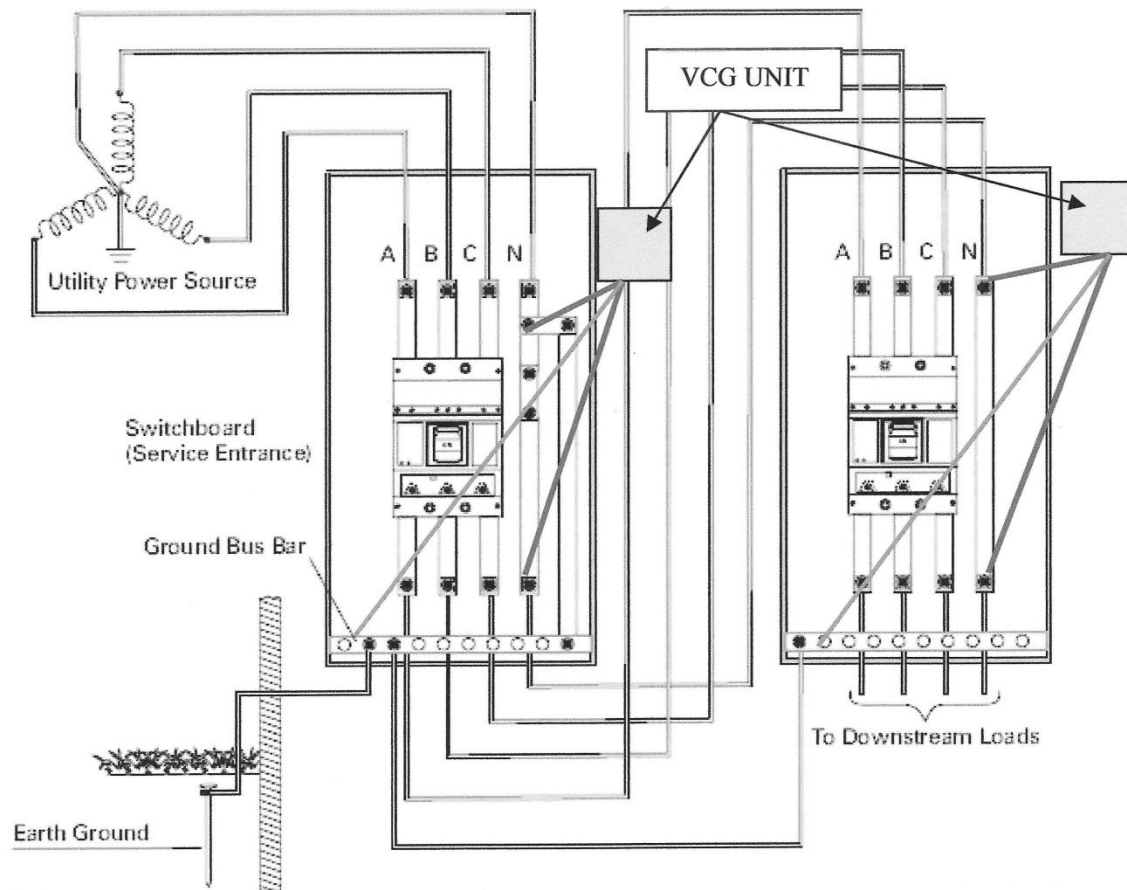 VCG UNIT
A B C N
A B C N
Utility Power Source
Switchboard
(Service Entrance)
Ground Bus Bar
To Downstream Loads
Earth Ground